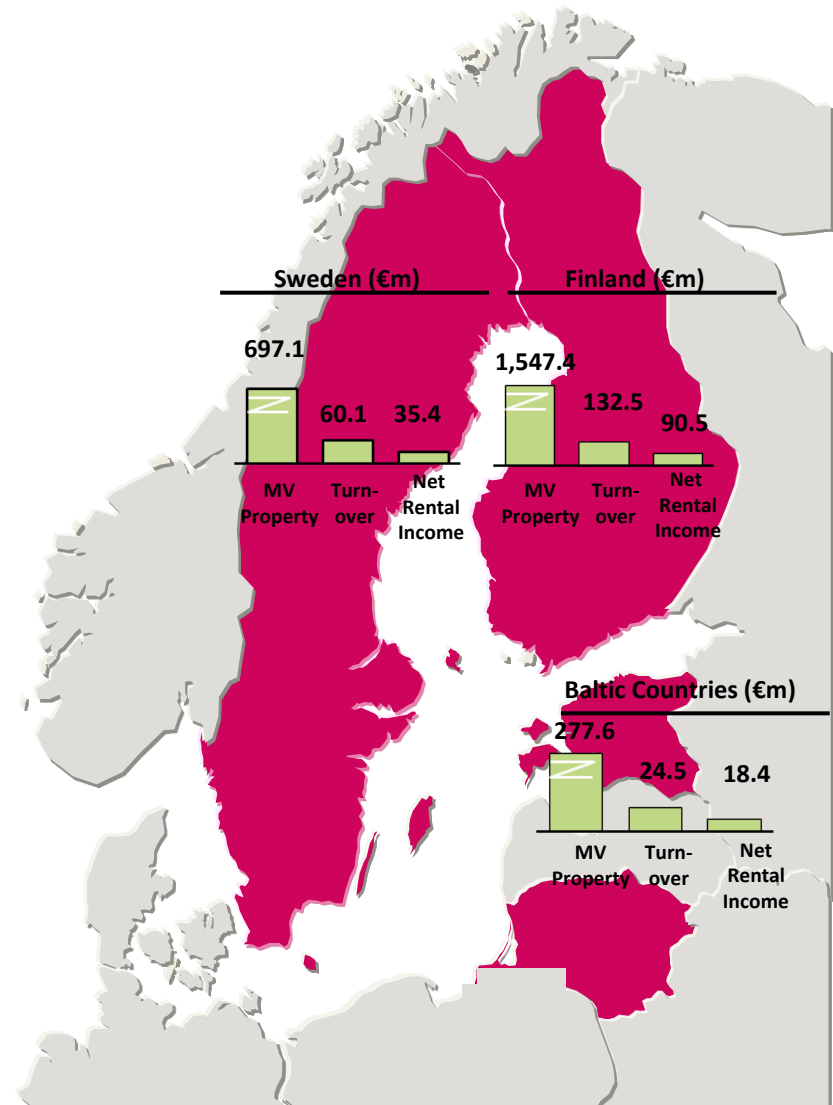 Sweden (€m)
697.1
60.1
35.4
MV
Property
Turn-
over
Net
Rental
Income
Finland (€m)
1,547.4
132.5
90.5
MV
Property
Turn-
over
Net
Rental
Income
Baltic Countries (€m)
277.6
24.5
18.4
MV
Property
Turn-
over
Net
Rental
Income